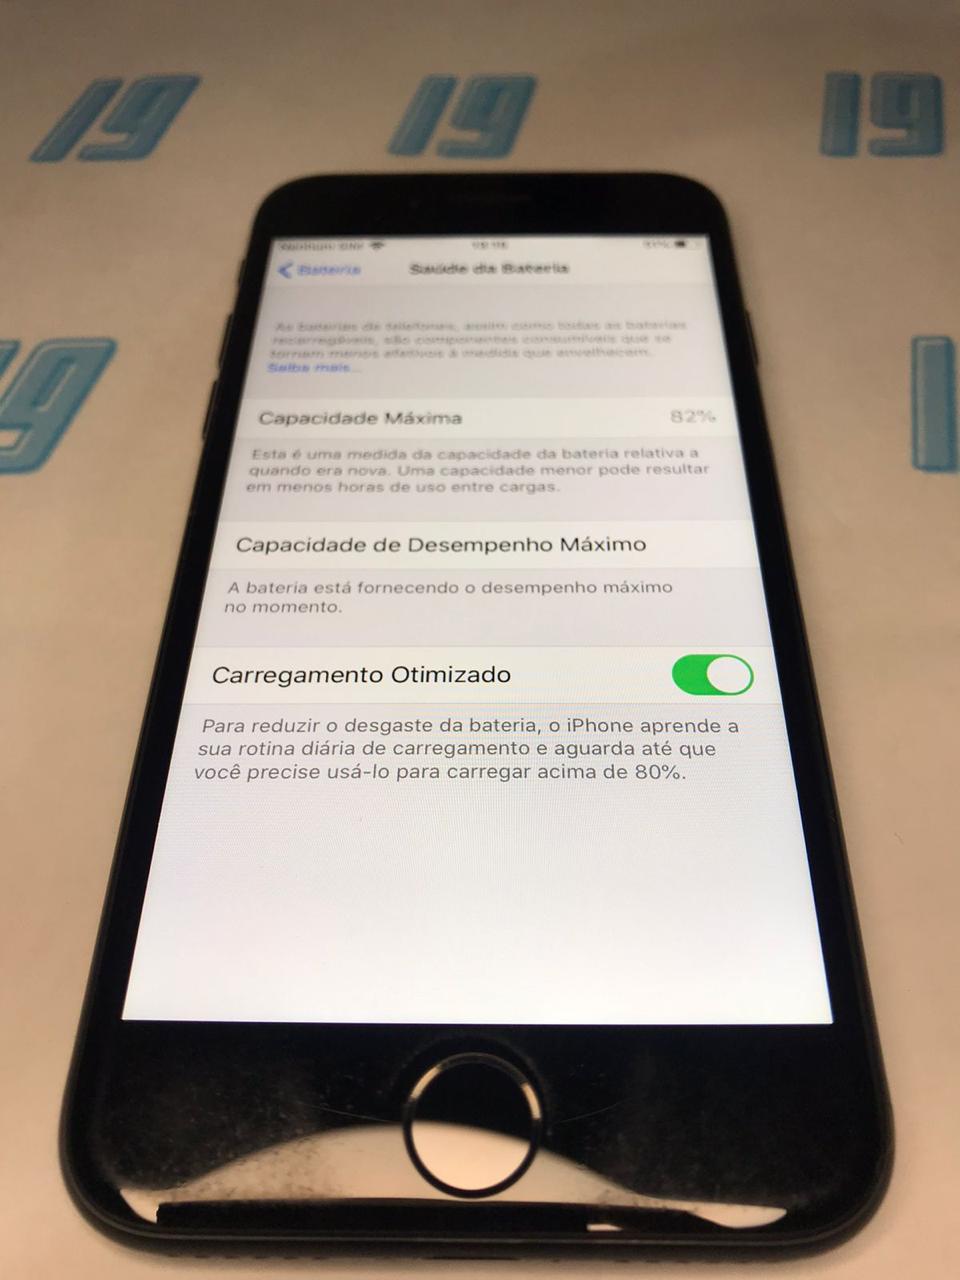 19 19 19
Nenhum SIM
Bateria Saúde da Bateria
As baterias de telefones, assim como todas as baterias
recarregáveis, são componentes consumíveis que se
tornam menos efetivos à medida que envelhecem.
Saiba mais...
19
Capacidade Máxima 82%
Esta é uma medida da capacidade da bateria relativa a
quando era nova. Uma capacidade menor pode resultar
em menos horas de uso entre cargas.
Capacidade de Desempenho Máximo
A bateria está fornecendo o desempenho máximo
no momento.
Carregamento Otimizado
Para reduzir o desgaste da bateria, o iPhone aprende a
sua rotina diária de carregamento e aguarda até que
você precise usá-lo para carregar acima de 80%.